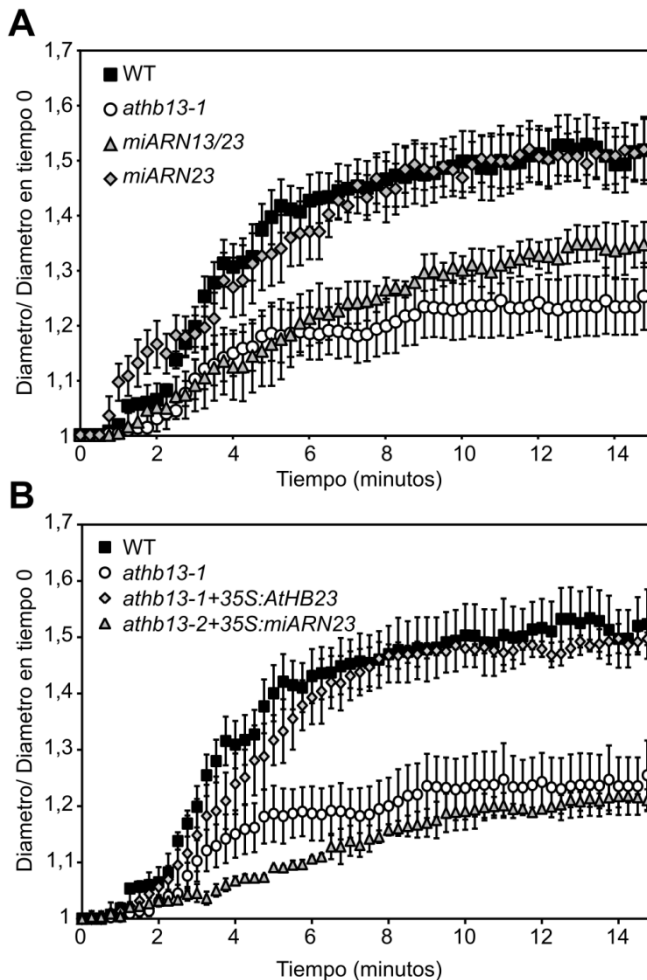 A
1,7
1,6
1,5
1,4
1,3
1,2
1,1
1
WT
athb13-1
miARN13/23
miARN23
Diametro/ Diametro en tiempo 0
0 2 4 6 8 10 12 14
Tiempo (minutos)
B
1,7
1,6
1,5
1,4
1,3
1,2
1,1
1
WT
athb13-1
athb13-1+35S:AtHB23
athb13-2+35S:miARN23
Diametro/ Diametro en tiempo 0
0 2 4 6 8 10 12 14
Tiempo (minutos)